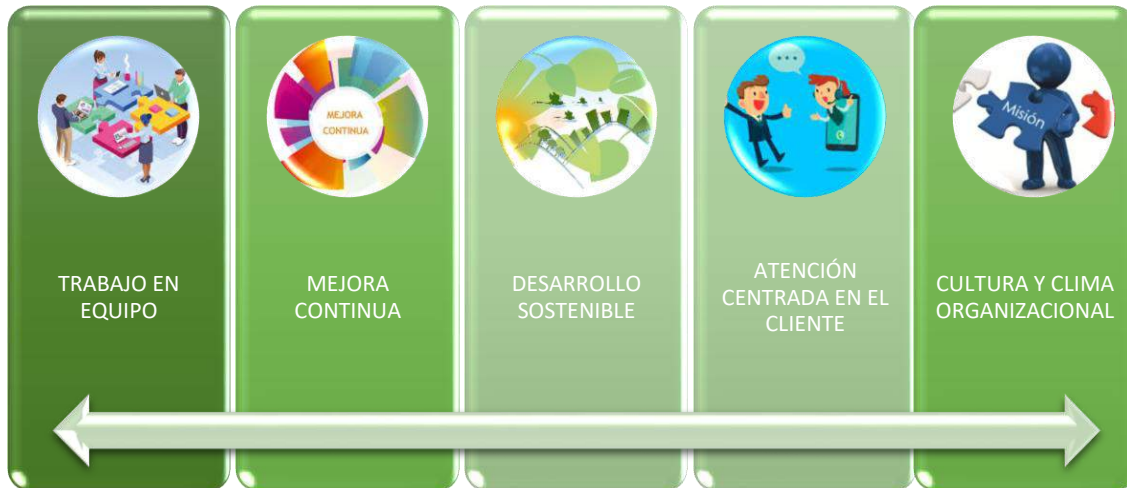 MEJORA
CONTINUA
Misión
TRABAJO EN
EQUIPO
MEJORA
CONTINUA
DESARROLLO
SOSTENIBLE
ATENCIÓN
CENTRADA EN EL
CLIENTE
CULTURA Y CLIMA
ORGANIZACIONAL